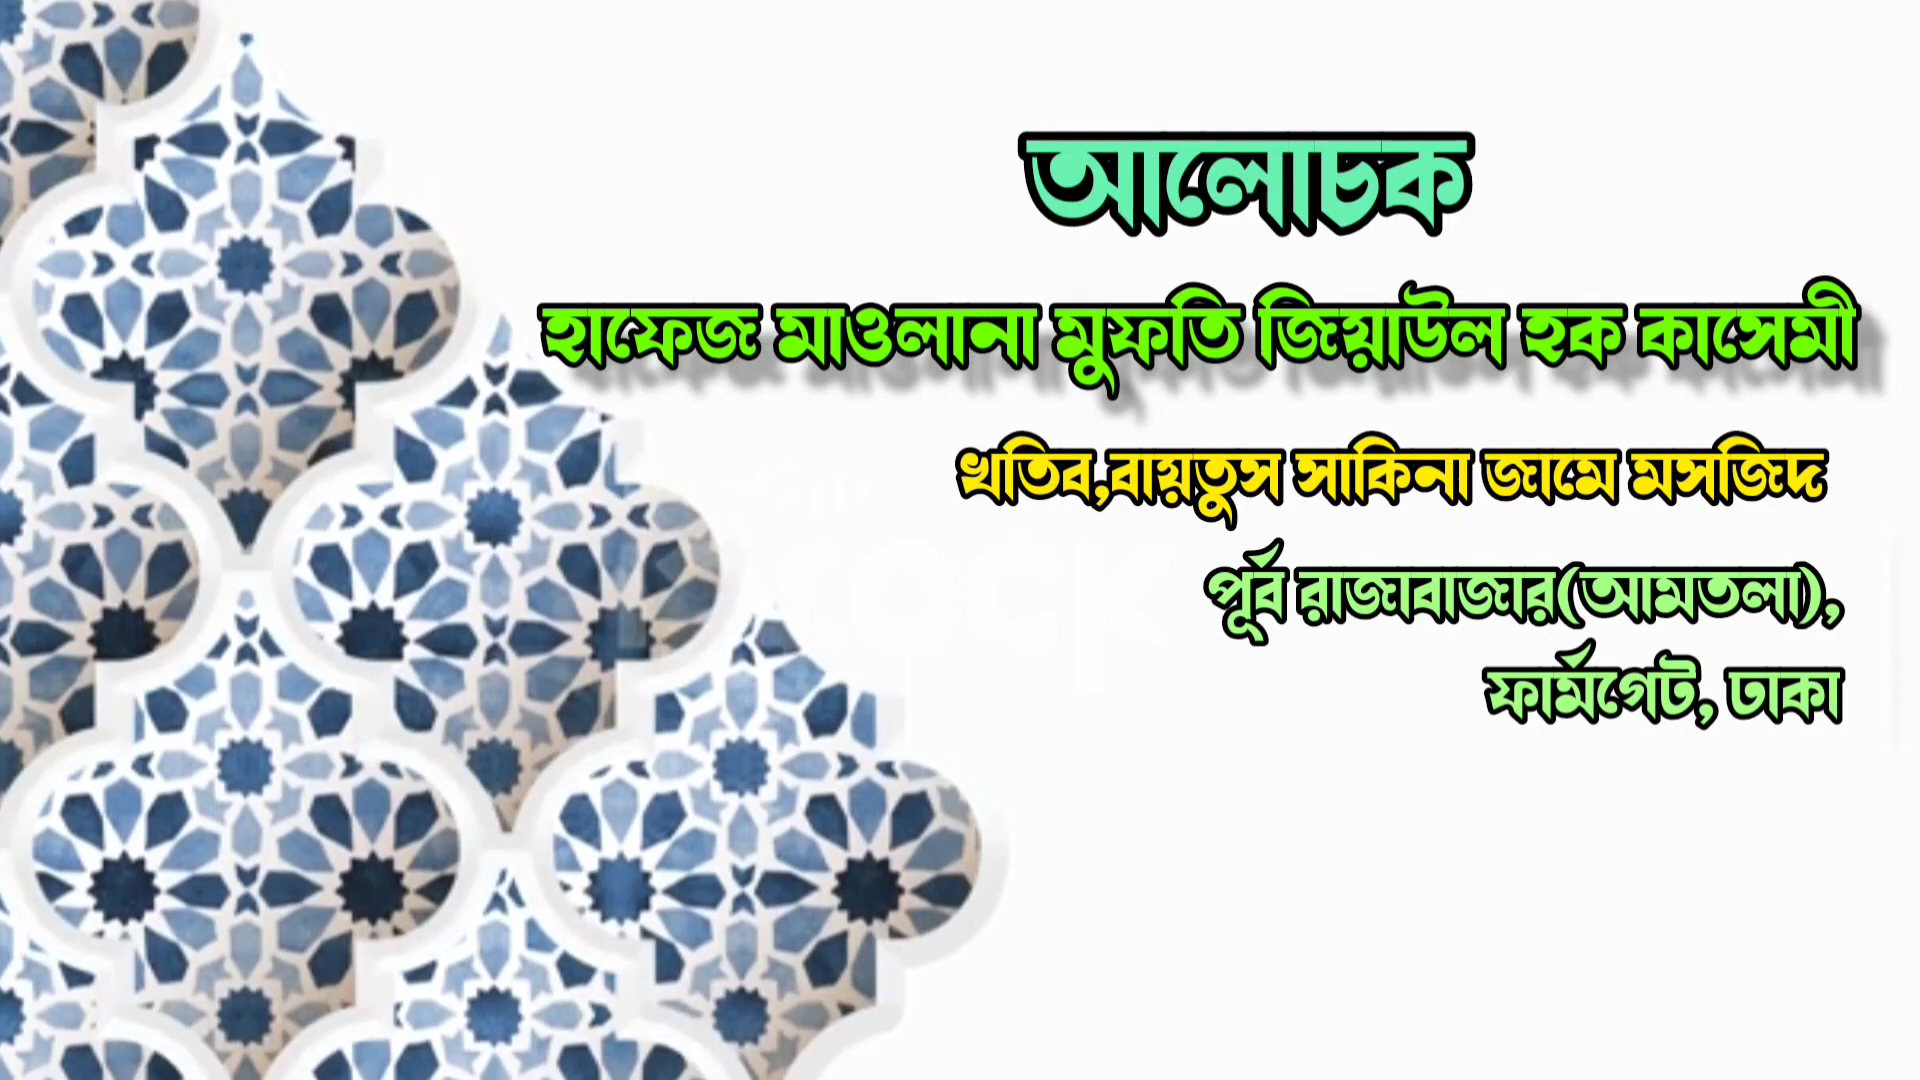 আলোচক
হাফেজ মাওলানা মুফতি জিয়াউল হক কাসেমী
খতিব,বায়তুস সাকিনা জামে মসজিদ
পূর্ব রাজাবাজার(আমতলা),
ফার্মগেট, ঢাকা